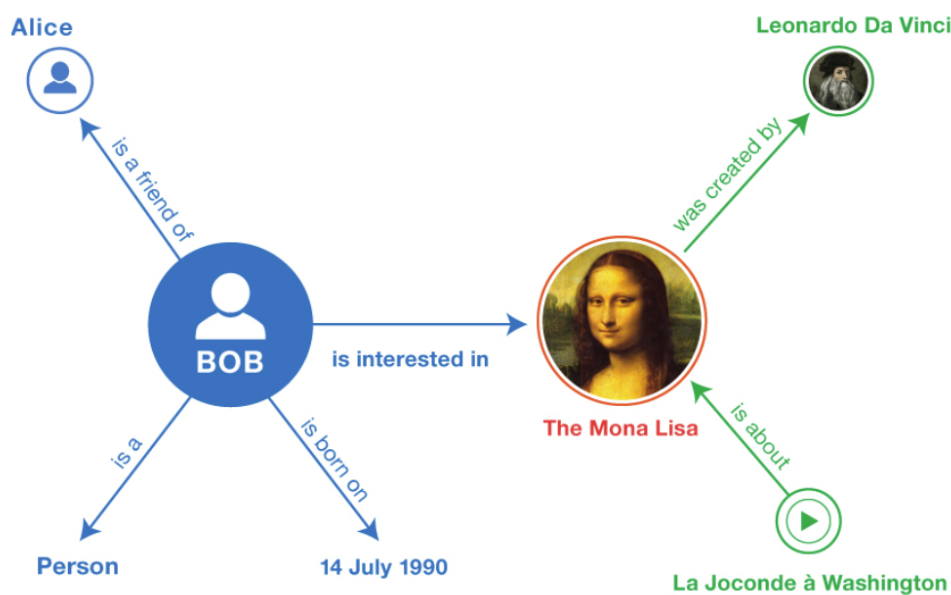 Alice
Leonardo Da Vinci
is a friend of
was created by
BOB
is interested in
The Mona Lisa
is a
is born on
is about
Person
14 July 1990
La Joconde à Washington